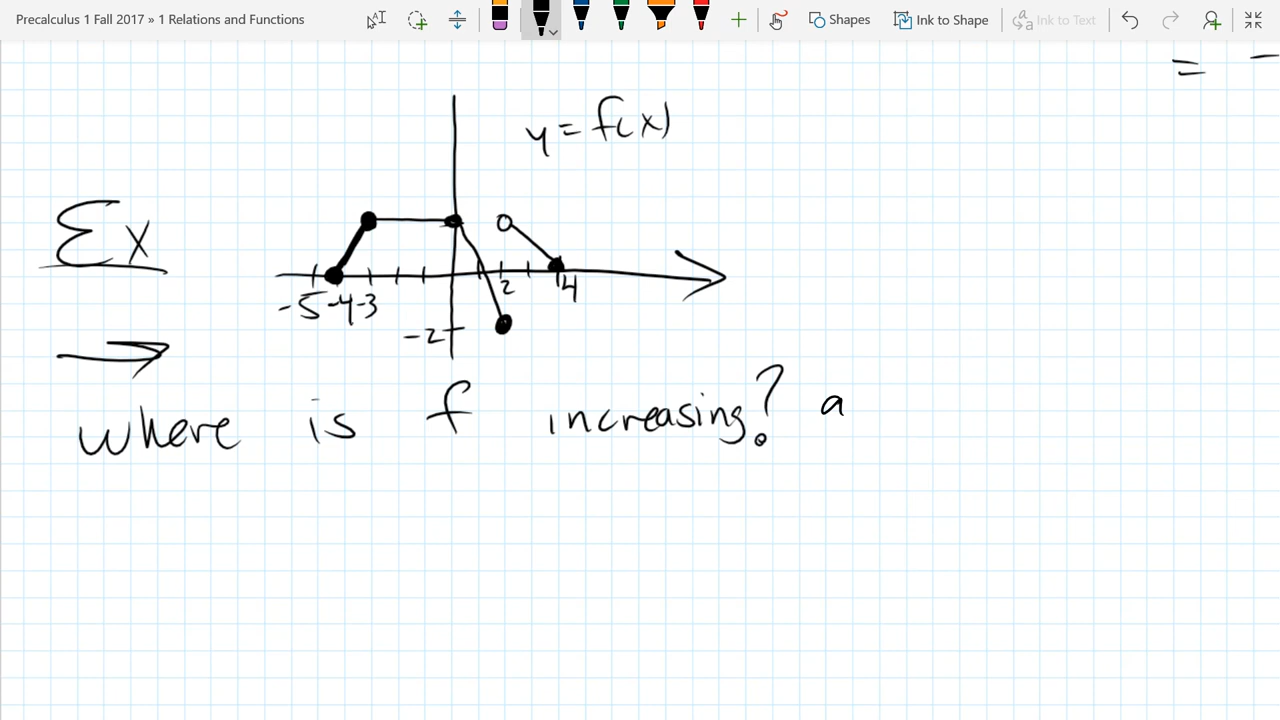 Precalculus 1 Fall 2017 » 1 Relations and Functions
Shapes
Ink to Shape
Ink to Text
=
y = f(x)
Ex
-5 -4 -3 2 4
-2
where is f increasing? a